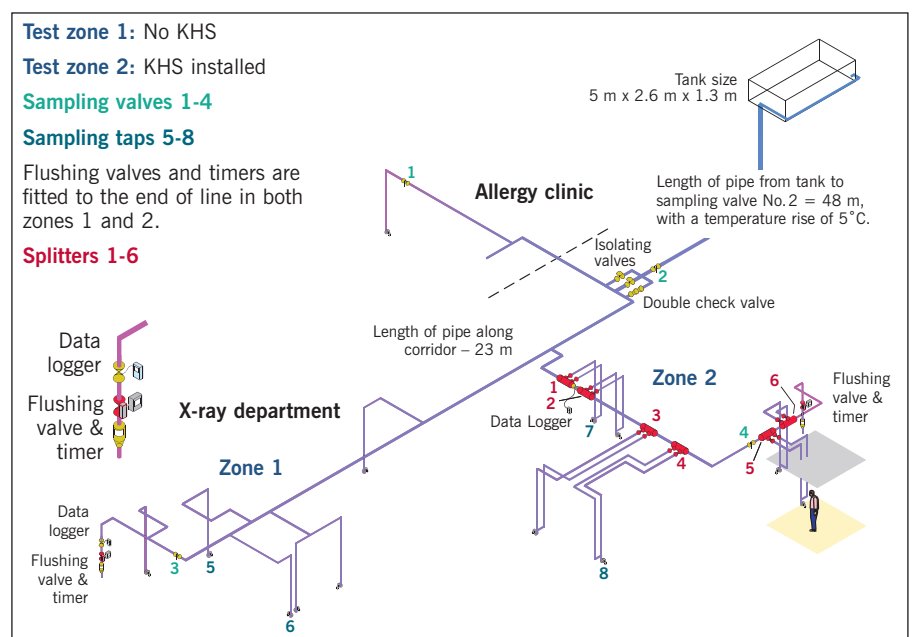 Test zone 1: No KHS
Test zone 2: KHS installed
Sampling valves 1-4
Sampling taps 5-8
Flushing valves and timers are
fitted to the end of line in both
zones 1 and 2.
Splitters 1-6
Tank size
5 m x 2.6 m x 1.3 m
1
Allergy clinic
Length of pipe from tank to
sampling valve No. 2 = 48 m,
with a temperature rise of 5˚C.
Isolating
valves
2
Double check valve
Length of pipe along
corridor – 23 m
Data
logger
Flushing
valve &
timer
X-ray department
Zone 1
Zone 2
1
2
Data Logger
7
3
4
6
Flushing
valve &
timer
4
5
Data
logger
Flushing
valve &
timer
3
5
6
8